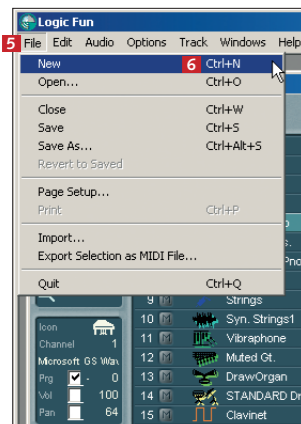 Logic Fun
5 File Edit Audio Options Track Windows Help
New 6 Ctrl+N
Open... Ctrl+O
Close Ctrl+W
Save Ctrl+S
Save As... Ctrl+Alt+S
Revert to Saved
Page Setup...
Print Ctrl+P
Import...
Export Selection as MIDI File...
Quit Ctrl+Q
9 M Strings
Icon 10 M Syn. Strings1
Channel 1 11 M Vibraphone
Microsoft GS Wav 12 M Muted Gt.
Prg - 0 13 M DrawOrgan
Vol 100 14 M STANDARD Dr
Pan 64 15 M Clavinet